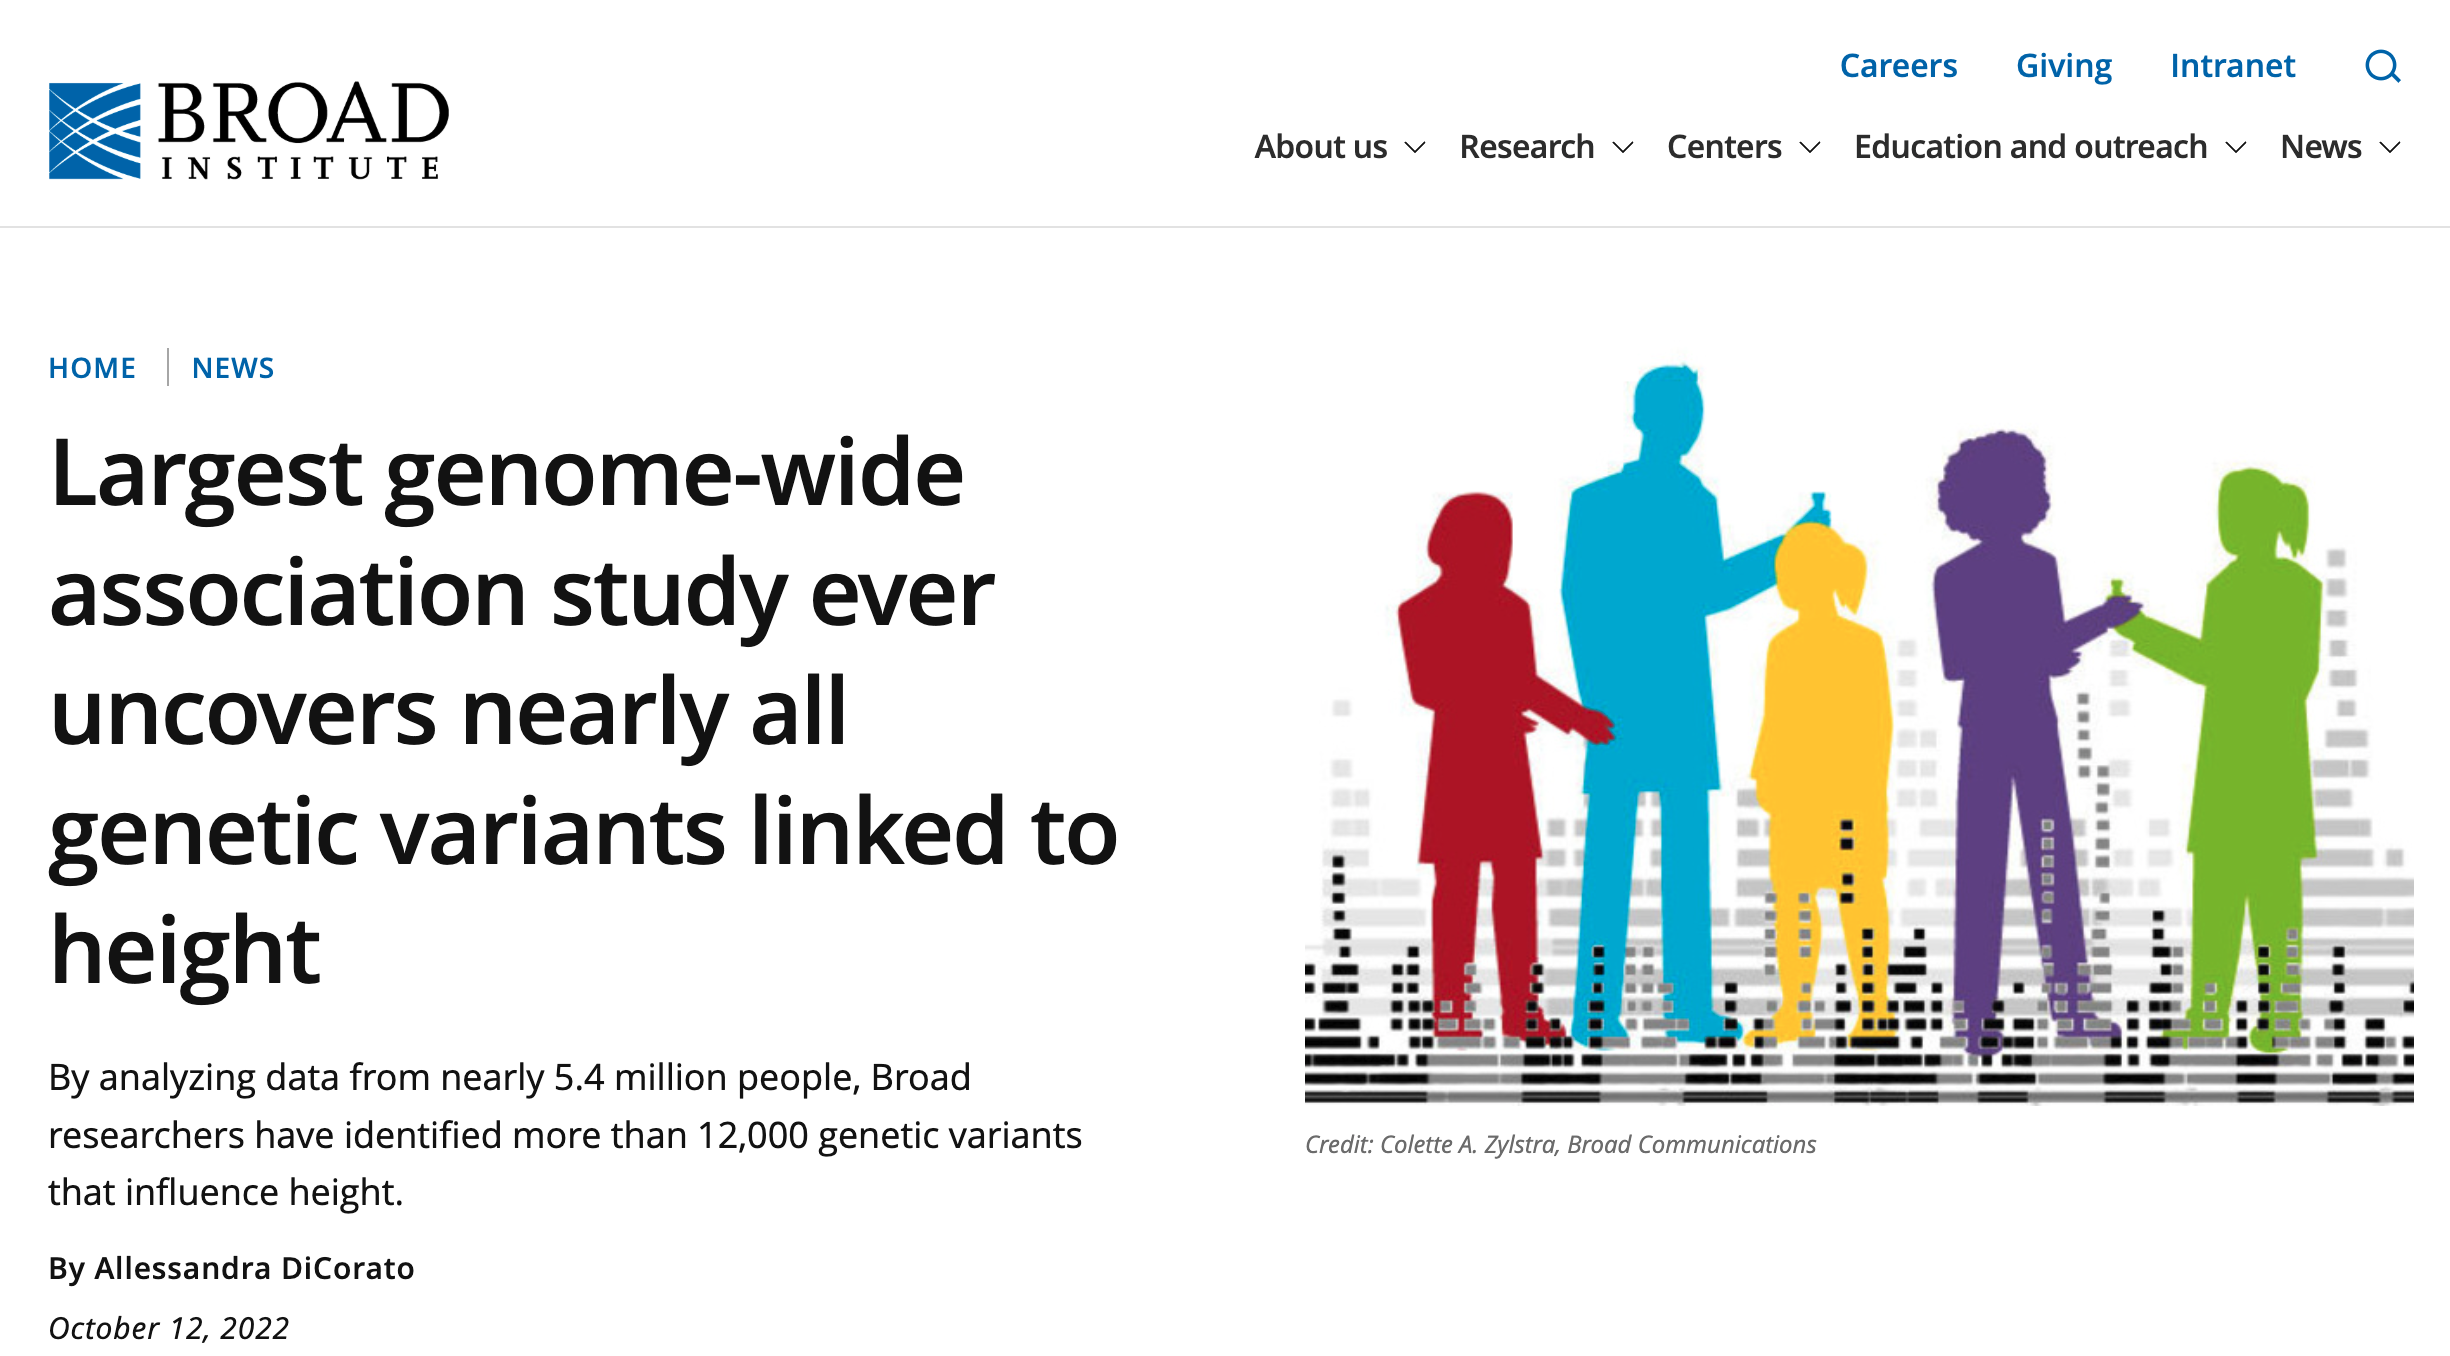 Careers Giving Intranet
BROAD
INSTITUTE
About us Research Centers Education and outreach News
HOME NEWS
Largest genome-wide
association study ever
uncovers nearly all
genetic variants linked to
height
By analyzing data from nearly 5.4 million people, Broad
researchers have identified more than 12,000 genetic variants
that influence height.
By Allessandra DiCorato
October 12, 2022
Credit: Colette A. Zylstra, Broad Communications